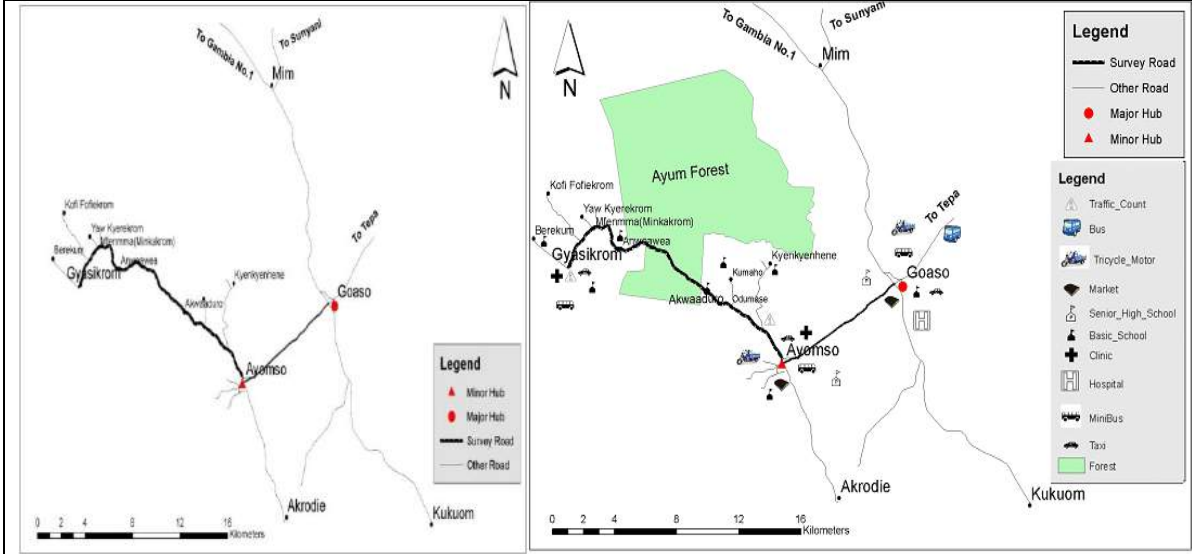 To Gambia No.1
To Sunyani
Mim
N
Kofi Fofiekrom
Yaw Kyerekrom
Mfenmma(Minkakrom)
Berekum
Anwaawea
Gyasikrom
Kyenkyenhene
To Tepa
Akwaaduro
Goaso
Ayomso
Legend
Minor Hub
Major Hub
Survey Road
Other Road
Akrodie
Kukuom
0 2 4 8 12 16
Kilometers
To Gambia No.1
To Sunyani
Mim
N
Legend
Survey Road
Other Road
Major Hub
Minor Hub
Ayum Forest
Kofi Fofiekrom
Yaw Kyerekrom
Mfenmma(Minkakrom)
Berekum
Anwaawea
Gyasikrom
Kyenkyenhene
Kumaho
Akwaaduro
Odumase
To Tepa
Goaso
Ayomso
Legend
Traffic_Count
Bus
Tricycle_Motor
Market
Senior_High_School
Basic_School
Clinic
H
Hospital
MiniBus
Taxi
Forest
H
Akrodie
Kukuom
0 2 4 8 12 16
Kilometers